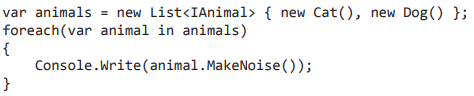 var animals = new List<IAnimal> { new Cat(), new Dog() };
foreach(var animal in animals)
{
    Console.Write(animal.MakeNoise());
}